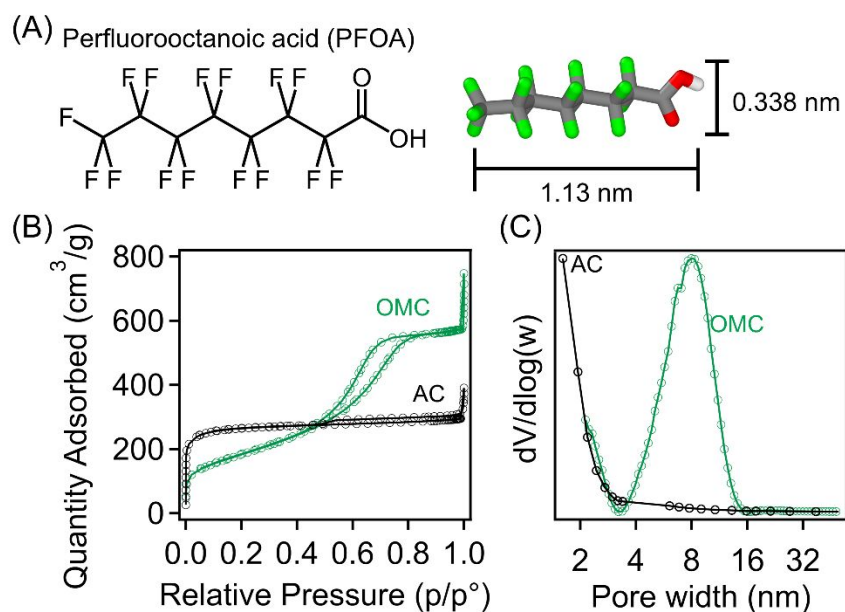 (A) Perfluorooctanoic acid (PFOA)
F F F F F F O
F
OH
F F F F F F F F
0.338 nm
1.13 nm
(B)
Quantity Adsorbed (cm³/g)
800
600
400
200
0
OMC
AC
0.0 0.2 0.4 0.6 0.8 1.0
Relative Pressure (p/p°)
(C)
dV/dlog(w)
AC
OMC
2 4 8 16 32
Pore width (nm)